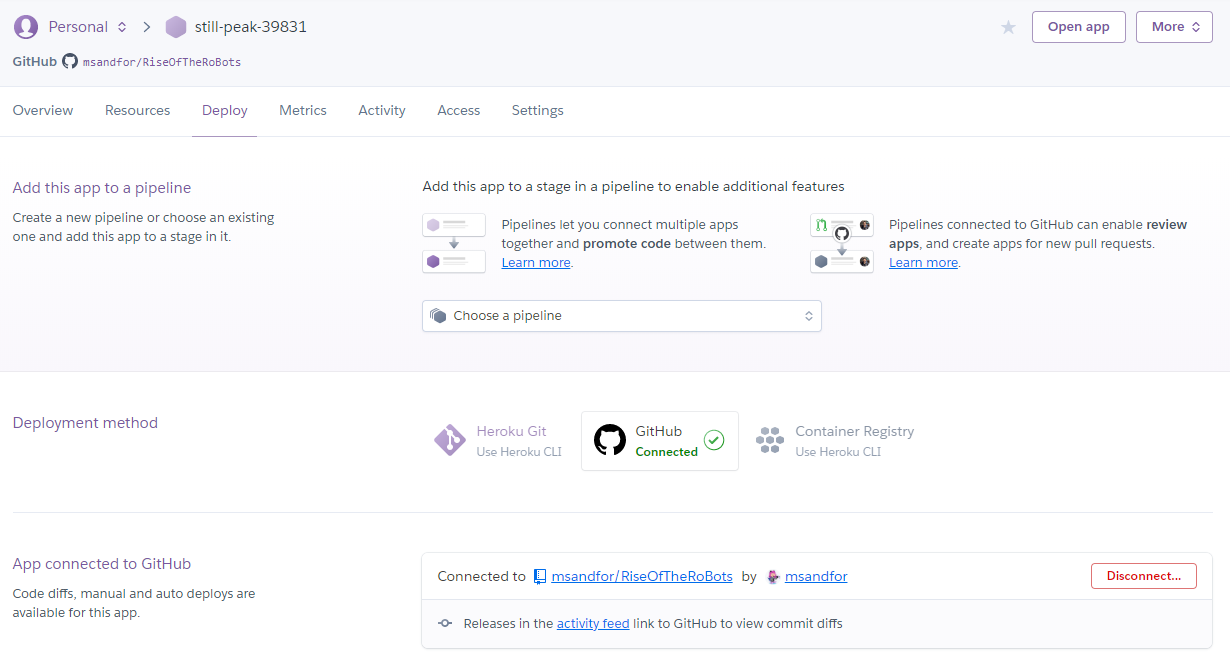 Personal still-peak-39831 Open app More
GitHub msandfor/RiseOfTheRoBots
Overview Resources Deploy Metrics Activity Access Settings
Add this app to a pipeline
Create a new pipeline or choose an existing
one and add this app to a stage in it.
Add this app to a stage in a pipeline to enable additional features
Pipelines let you connect multiple apps
together and promote code between them.
Learn more.
Pipelines connected to GitHub can enable review
apps, and create apps for new pull requests.
Learn more.
Choose a pipeline
Deployment method
Heroku Git
Use Heroku CLI
GitHub
Connected
Container Registry
Use Heroku CLI
App connected to GitHub
Code diffs, manual and auto deploys are
available for this app.
Connected to msandfor/RiseOfTheRoBots by msandfor Disconnect...
Releases in the activity feed link to GitHub to view commit diffs